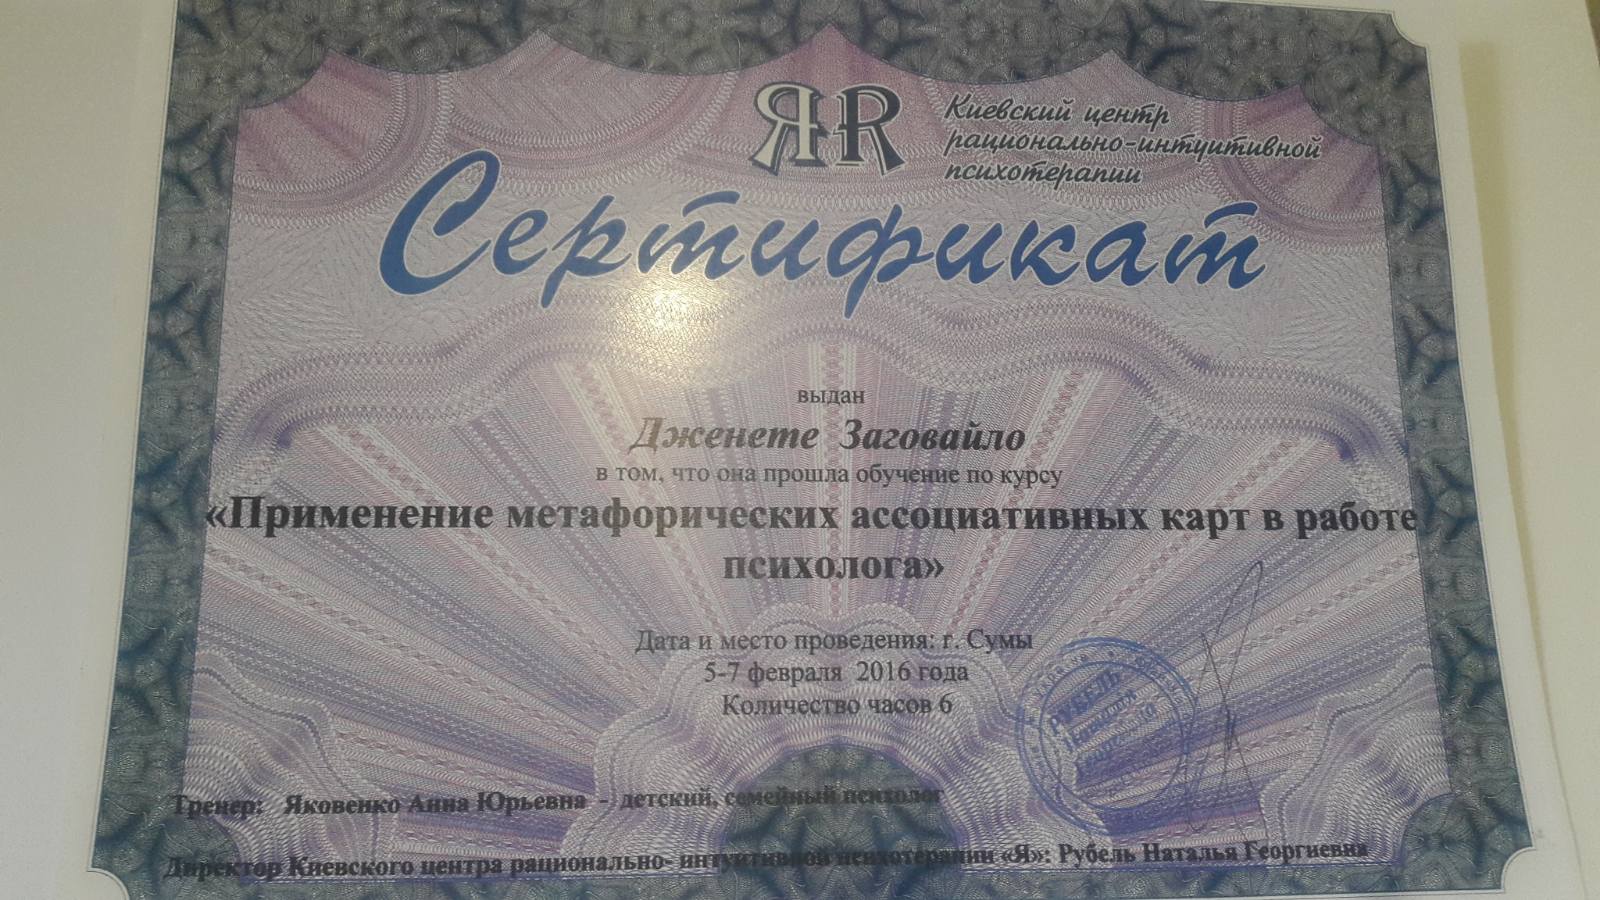 ЯR
Киевский центр
рационально-интуитивной
психотерапии
Сертификат
выдан
Дженете Заговайло
в том, что она прошла обучение по курсу
«Применение метафорических ассоциативных карт в работе
психолога»
Дата и место проведения: г. Сумы
5-7 февраля 2016 года
Количество часов 6
РУБЕЛЬ
Наталия
Тренер: Яковенко Анна Юрьевна - детский, семейный психолог
Директор Киевского центра рационально- интуитивной психотерапии «Я»: Рубель Наталья Георгиевна